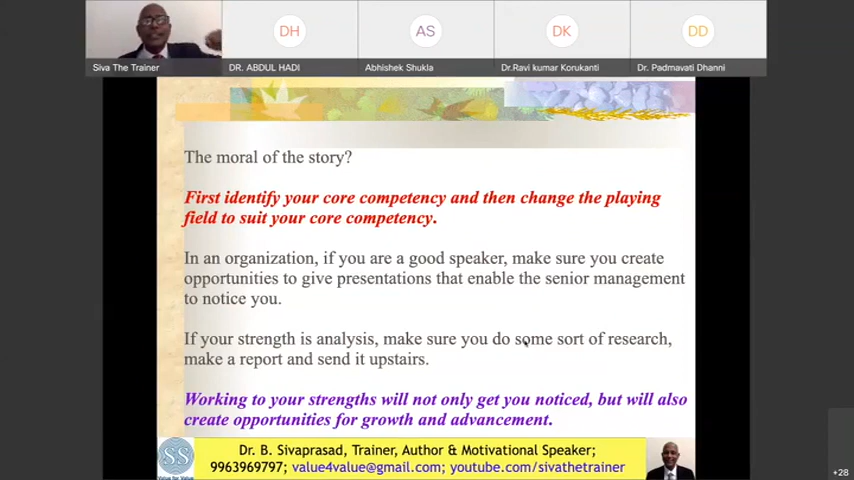 DH
AS
DK
DD
Siva The Trainer
DR. ABDUL HADI
Abhishek Shukla
Dr.Ravi kumar Korukanti
Dr. Padmavati Dhanni
The moral of the story?
First identify your core competency and then change the playing
field to suit your core competency.
In an organization, if you are a good speaker, make sure you create
opportunities to give presentations that enable the senior management
to notice you.
If your strength is analysis, make sure you do some sort of research,
make a report and send it upstairs.
Working to your strengths will not only get you noticed, but will also
create opportunities for growth and advancement.
SS
Value for Value
Dr. B. Sivaprasad, Trainer, Author & Motivational Speaker;
9963969797; value4value@gmail.com; youtube.com/sivathetrainer
+28